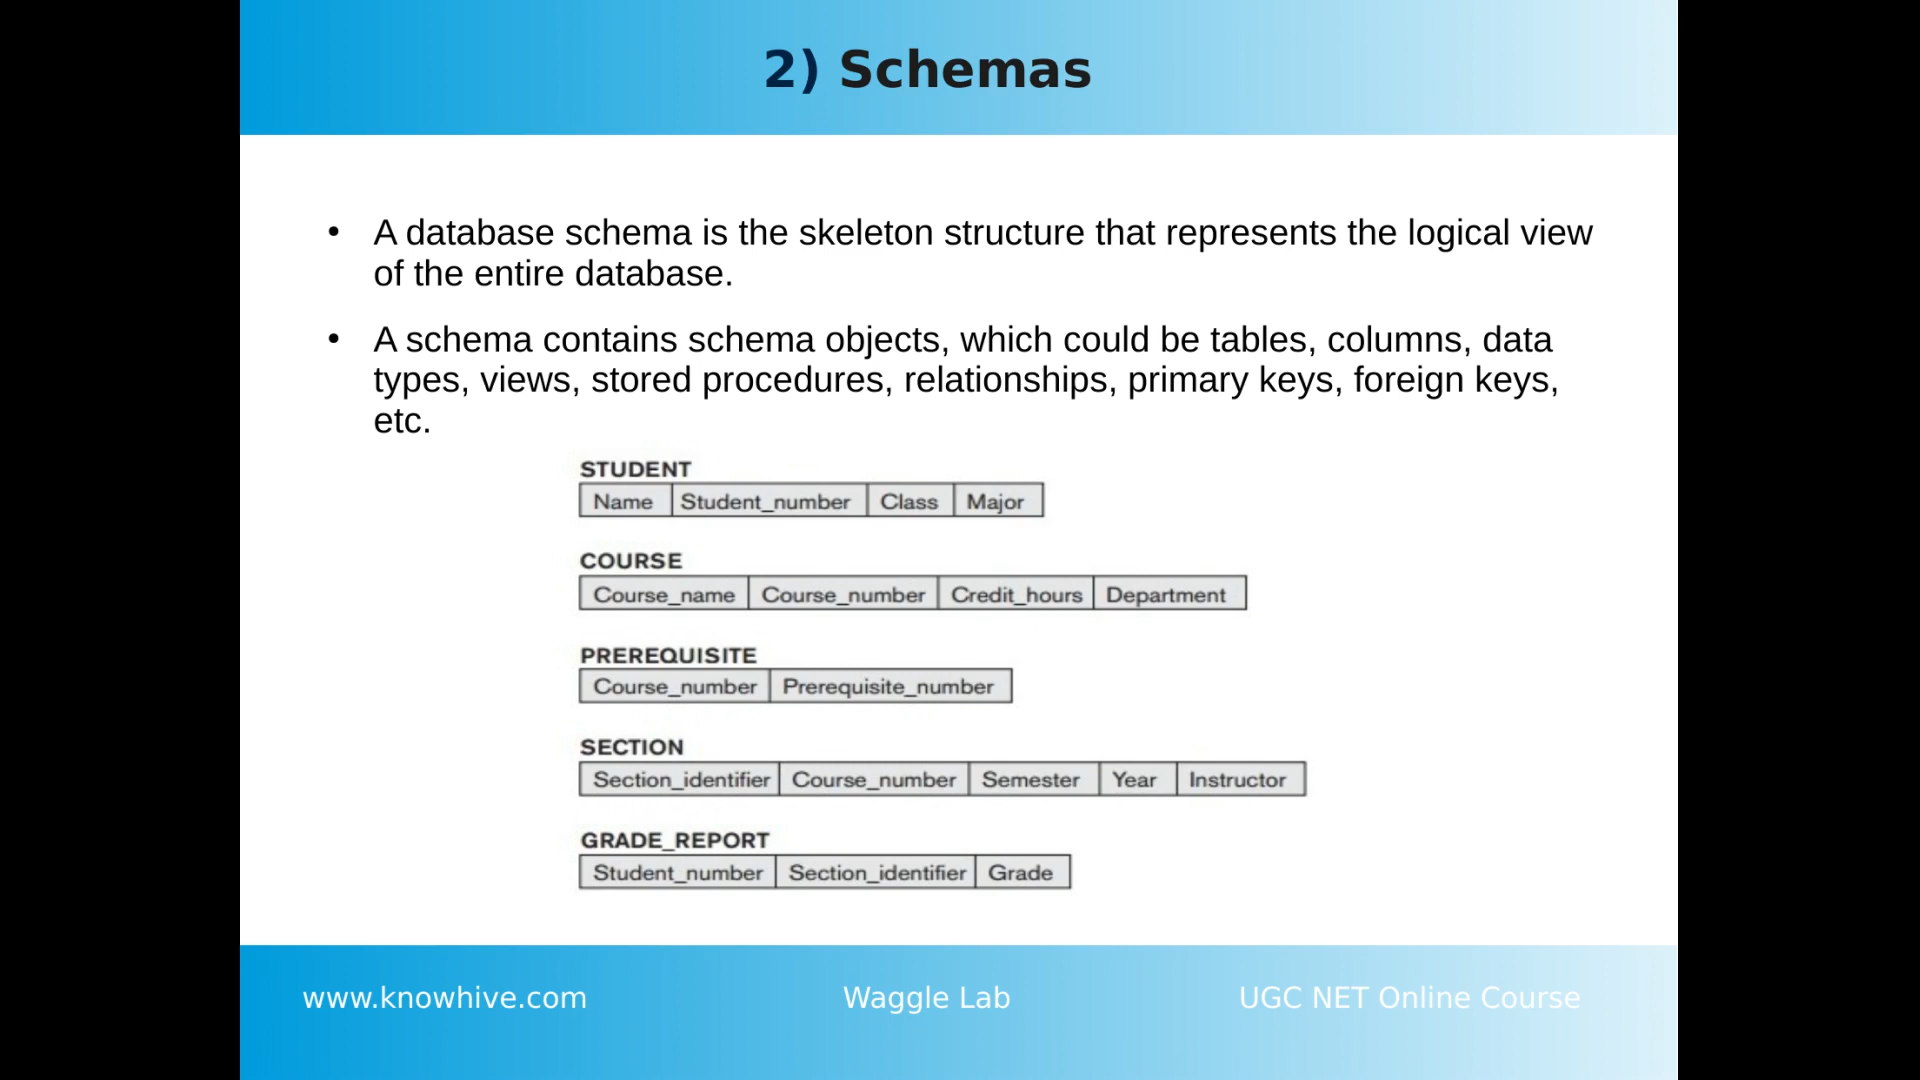 2) Schemas
• A database schema is the skeleton structure that represents the logical view
of the entire database.
• A schema contains schema objects, which could be tables, columns, data
types, views, stored procedures, relationships, primary keys, foreign keys,
etc.
STUDENT
Name Student_number Class Major
COURSE
Course_name Course_number Credit_hours Department
PREREQUISITE
Course_number Prerequisite_number
SECTION
Section_identifier Course_number Semester Year Instructor
GRADE_REPORT
Student_number Section_identifier Grade
www.knowhive.com Waggle Lab UGC NET Online Course